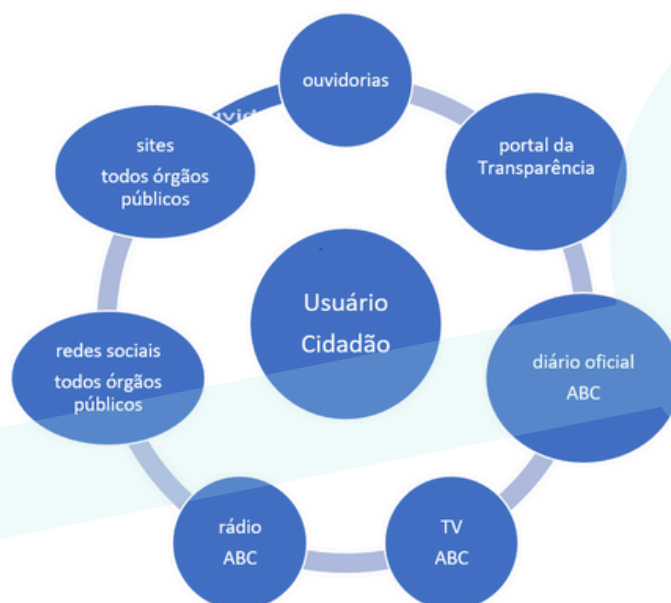 ouvidorias
portal da
Transparência
diário oficial
ABC
TV
ABC
rádio
ABC
redes sociais
todos órgãos
públicos
sites
todos órgãos
públicos
Usuário
Cidadão